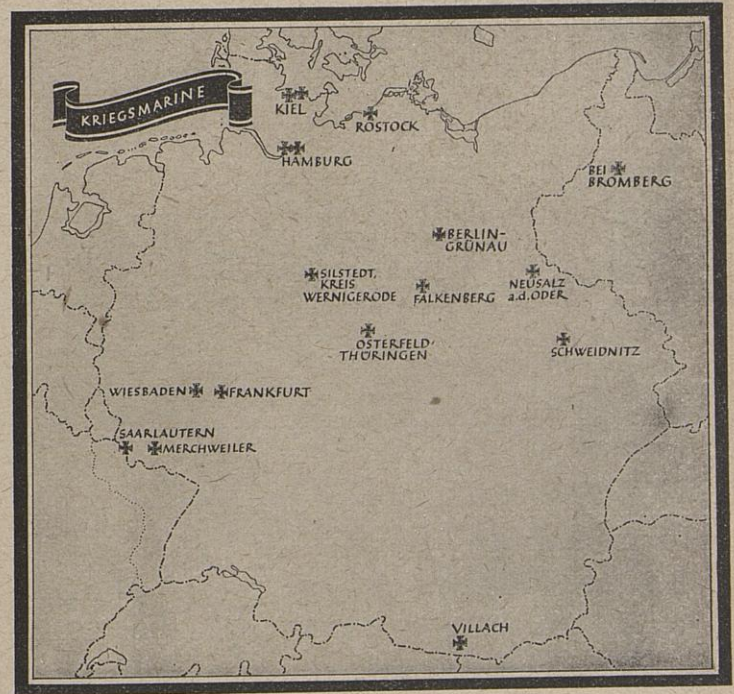 KRIEGSMARINE
KIEL
ROSTOCK
HAMBURG
BEI
BROMBERG
BERLIN-
GRÜNAU
SILSTEDT,
KREIS
WERNIGERODE
FALKENBERG
NEUSALZ
a.d.ODER
OSTERFELD-
THÜRINGEN
SCHWEIDNITZ
WIESBADEN
FRANKFURT
SAARLAUTERN
MERCHWEILER
VILLACH